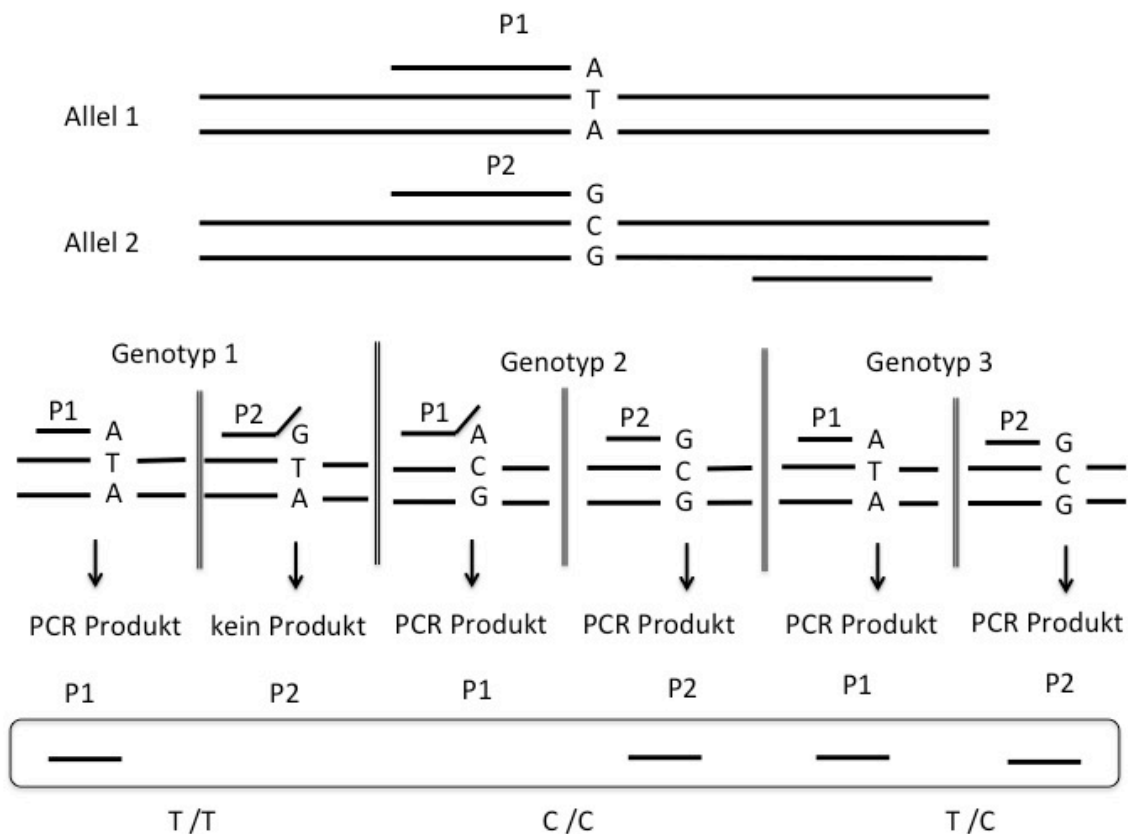 P1
A
Allel 1
T
A
P2
G
Allel 2
C
G
Genotyp 1
Genotyp 2
Genotyp 3
P1 A P2 G P1 A P2 G P1 A P2 G
T T C C T C
A A G G A G
PCR Produkt kein Produkt PCR Produkt PCR Produkt PCR Produkt PCR Produkt
P1 P2 P1 P2 P1 P2
T /T C /C T /C